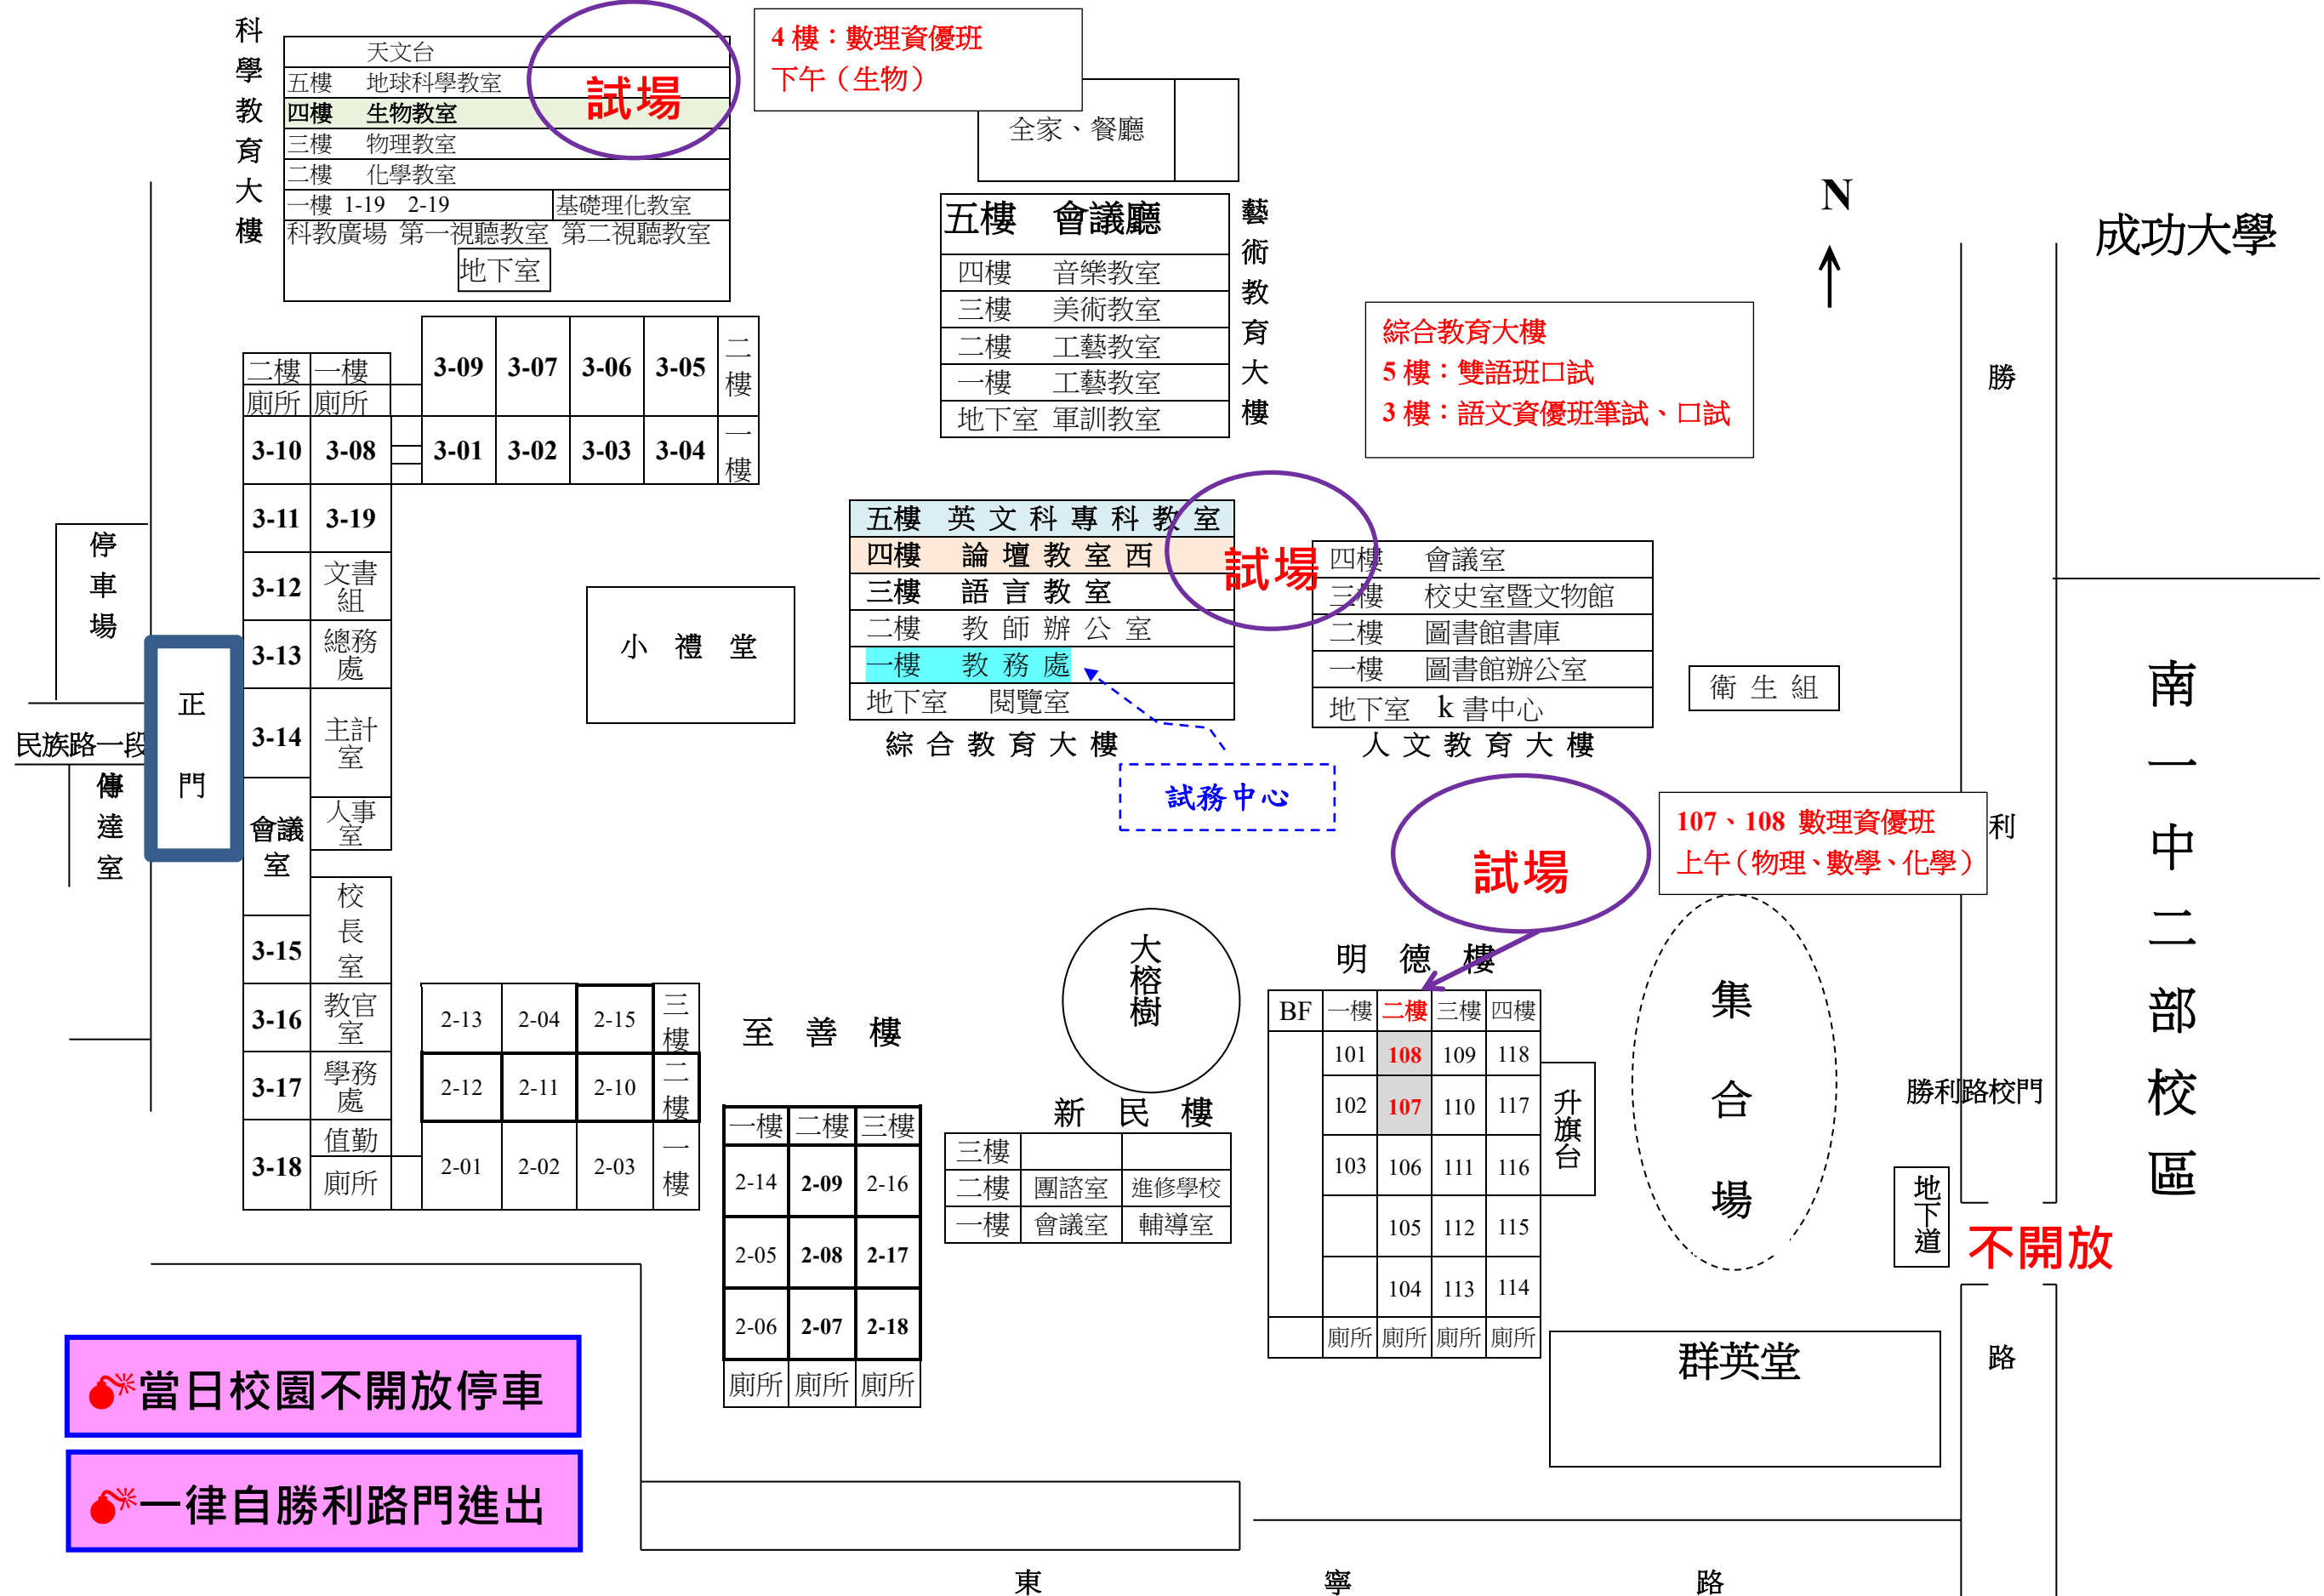 科學教育大樓
天文台
五樓 地球科學教室
四樓 生物教室
三樓 物理教室
二樓 化學教室
一樓 1-19 2-19 基礎理化教室
科教廣場 第一視聽教室 第二視聽教室
地下室
試場
4 樓：數理資優班
下午（生物）
全家、餐廳
五樓 會議廳
四樓 音樂教室
三樓 美術教室
二樓 工藝教室
一樓 工藝教室
地下室 軍訓教室
藝術教育大樓
N
成功大學
綜合教育大樓
5 樓：雙語班口試
3 樓：語文資優班筆試、口試
二樓 一樓
廁所 廁所
3-09 3-07 3-06 3-05 二樓
3-10 3-08 3-01 3-02 3-03 3-04 一樓
3-11 3-19
3-12 文書組
3-13 總務處
3-14 主計室
會議室 人事室
校長室
3-15
3-16 教官室
3-17 學務處
3-18 值勤
廁所
停車場
正門
民族路一段
傳達室
小禮堂
五樓 英文科專科教室
四樓 論壇教室西
三樓 語言教室
二樓 教師辦公室
一樓 教務處
地下室 閱覽室
綜合教育大樓
試場
四樓 會議室
三樓 校史室暨文物館
二樓 圖書館書庫
一樓 圖書館辦公室
地下室 k 書中心
人文教育大樓
衛生組
試務中心
試場
107、108 數理資優班
上午（物理、數學、化學）
2-13 2-04 2-15 三樓
2-12 2-11 2-10 二樓
2-01 2-02 2-03 一樓
至善樓
一樓 二樓 三樓
2-14 2-09 2-16
2-05 2-08 2-17
2-06 2-07 2-18
廁所 廁所 廁所
大榕樹
新民樓
三樓
二樓 團諮室 進修學校
一樓 會議室 輔導室
明德樓
BF 一樓 二樓 三樓 四樓
101 108 109 118
102 107 110 117
103 106 111 116
105 112 115
104 113 114
廁所 廁所 廁所 廁所
升旗台
集合場
群英堂
勝利路
勝利路校門
地下道
不開放
南一中二部校區
當日校園不開放停車
一律自勝利路門進出
東寧路